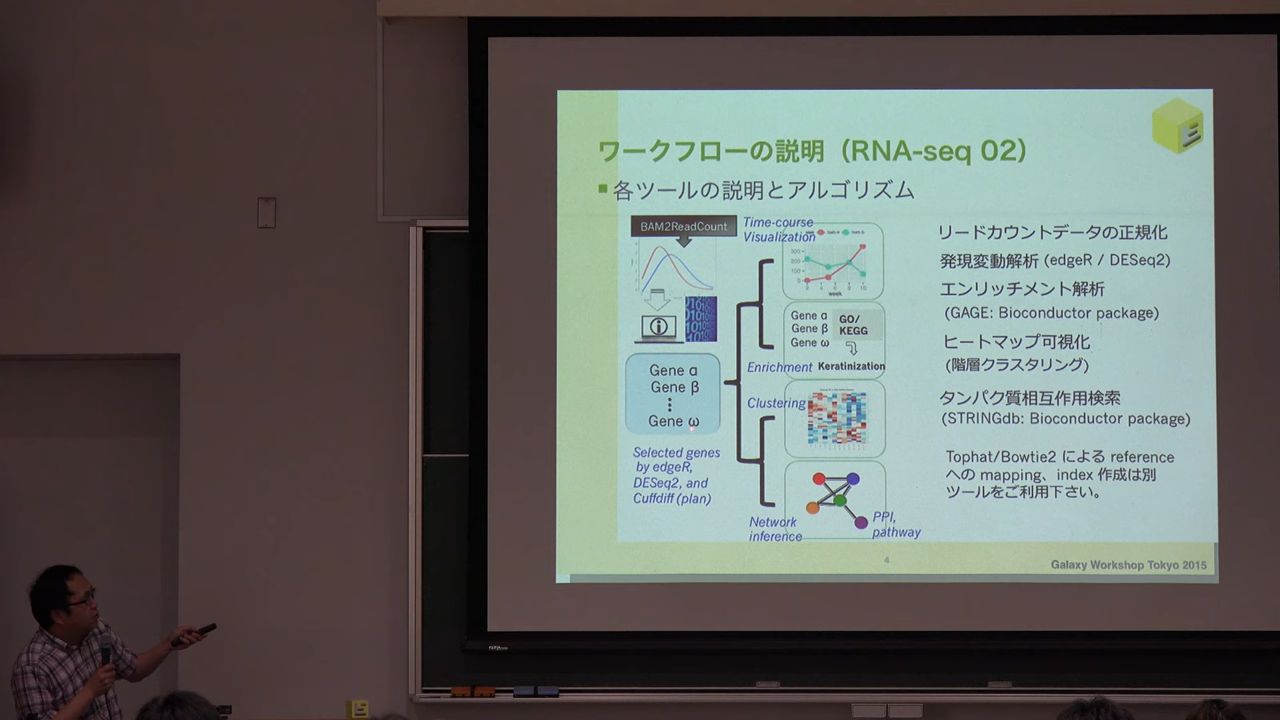 ワークフローの説明（RNA-seq 02）
各ツールの説明とアルゴリズム
BAM2ReadCount
Time-course
Visualization
week
Gene α
Gene β
Gene ω
GO/
KEGG
Enrichment
Keratinization
Gene α
Gene β
Gene ω
Clustering
Selected genes
by edgeR,
DESeq2, and
Cuffdiff (plan)
Network
inference
PPI,
pathway
リードカウントデータの正規化
発現変動解析 (edgeR / DESeq2)
エンリッチメント解析
(GAGE: Bioconductor package)
ヒートマップ可視化
(階層クラスタリング)
タンパク質相互作用検索
(STRINGdb: Bioconductor package)
Tophat/Bowtie2 による reference
への mapping、index 作成は別
ツールをご利用下さい。
4
Galaxy Workshop Tokyo 2015